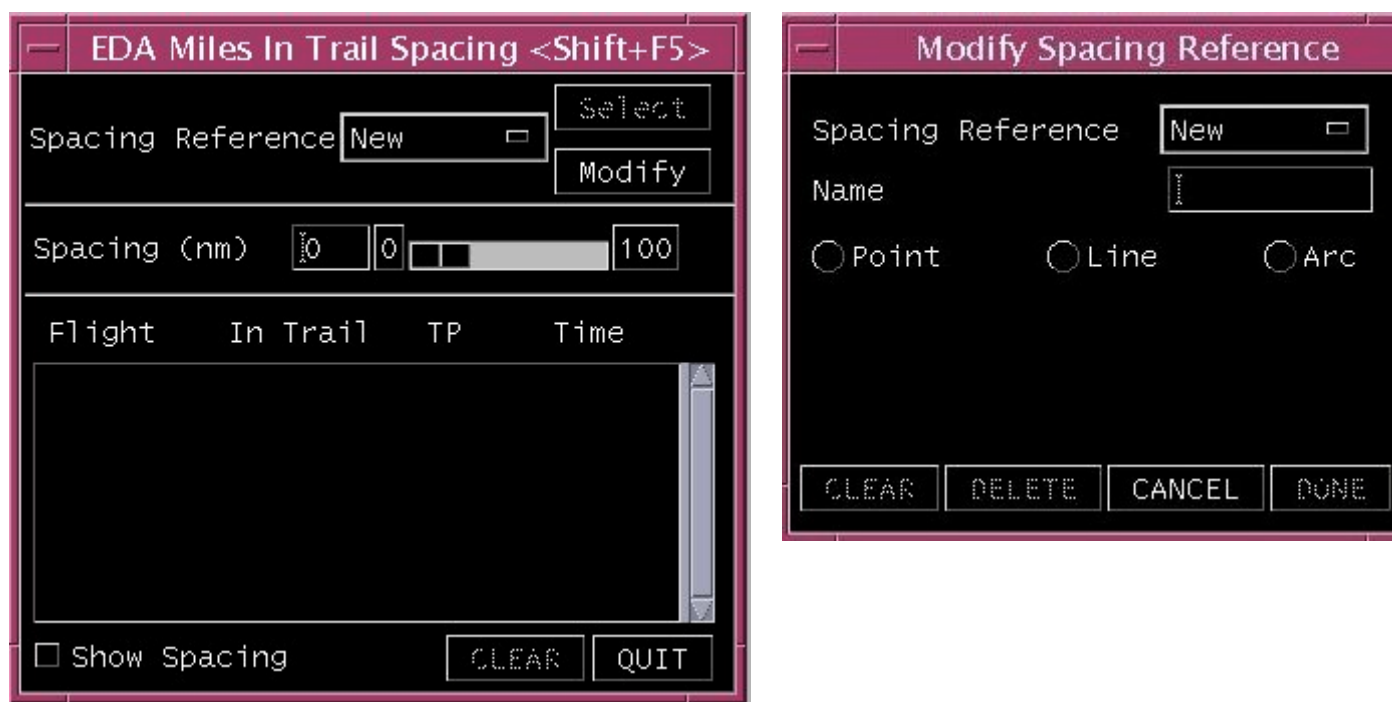 EDA Miles In Trail Spacing <Shift+F5>
Spacing Reference New
Select
Modify
Spacing (nm) 0 0 100
Flight In Trail TP Time
Show Spacing CLEAR QUIT
Modify Spacing Reference
Spacing Reference New
Name
Point Line Arc
CLEAR DELETE CANCEL DONE